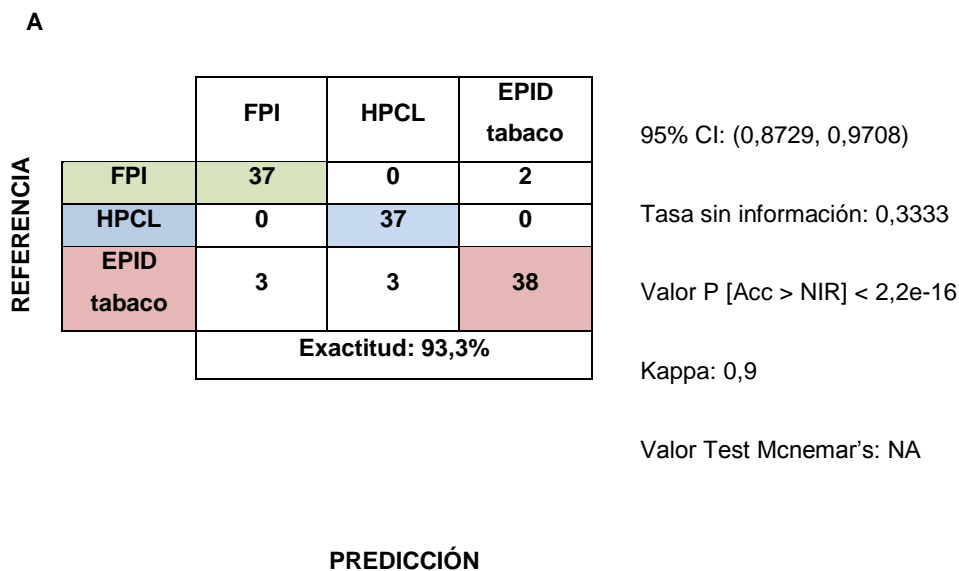 A
FPI HPCL EPID
tabaco
REFERENCIA
FPI 37 0 2
HPCL 0 37 0
EPID
tabaco 3 3 38
Exactitud: 93,3%
95% CI: (0,8729, 0,9708)
Tasa sin información: 0,3333
Valor P [Acc > NIR] < 2,2e-16
Kappa: 0,9
Valor Test Mcnemar’s: NA
PREDICCIÓN